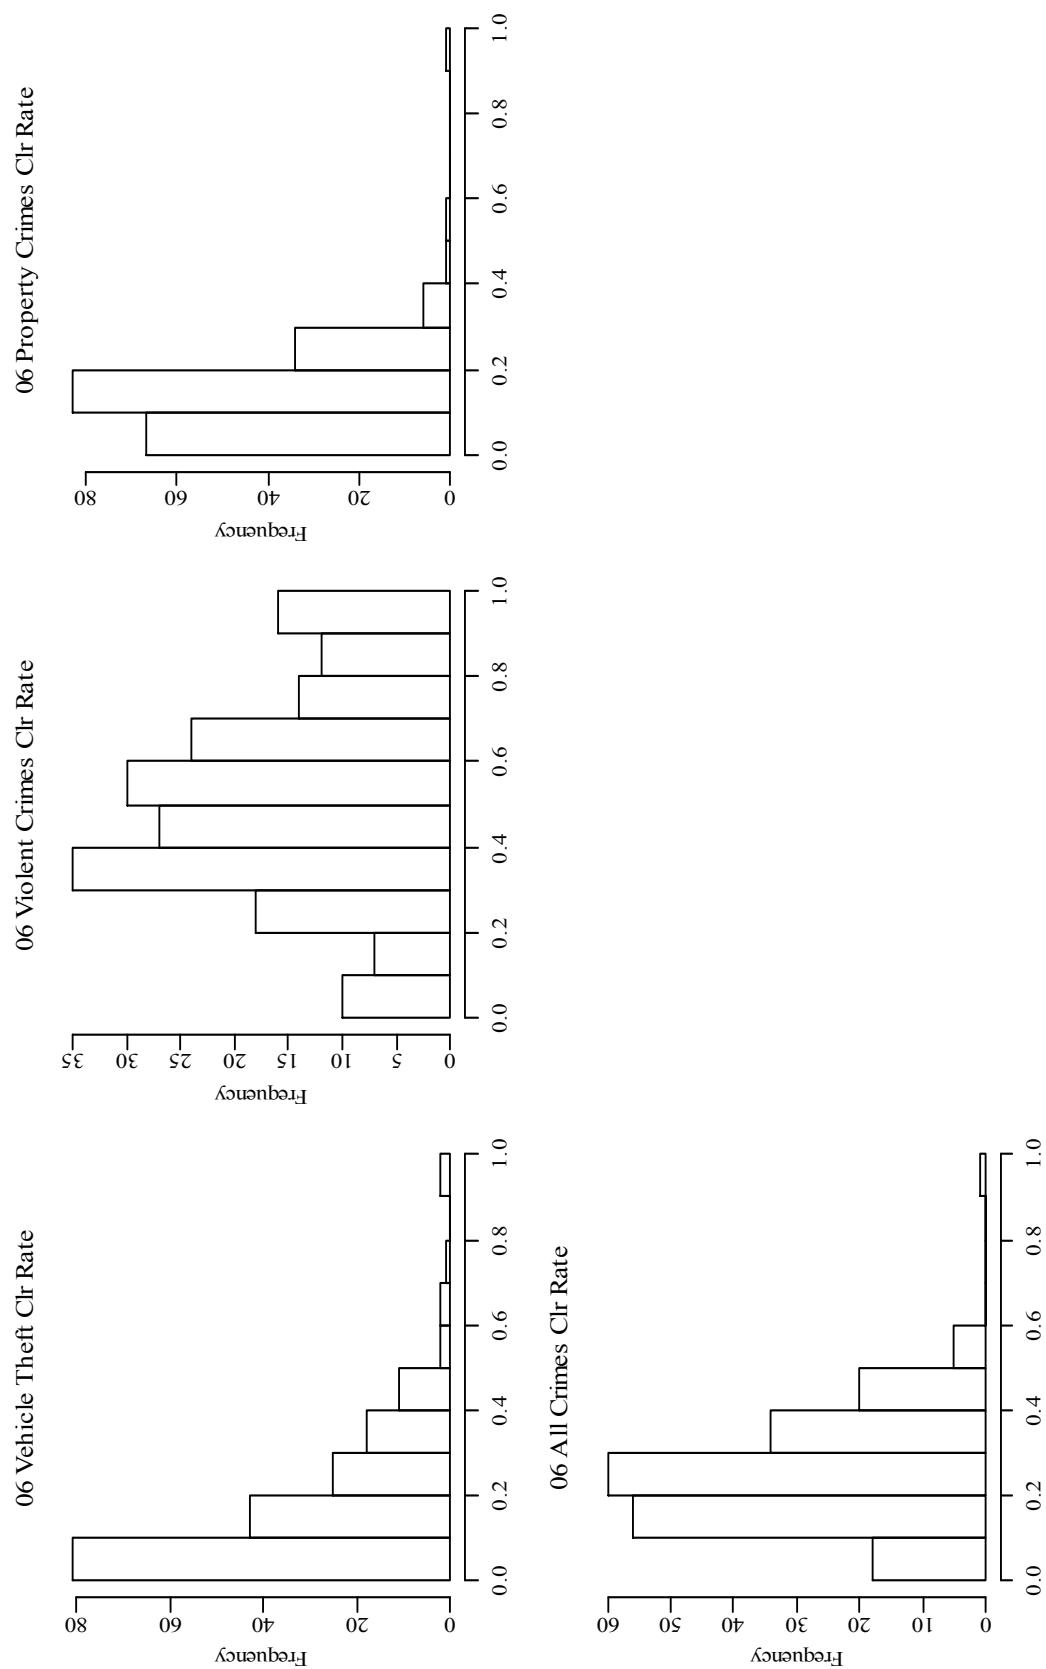 06 Vehicle Theft Clr Rate
Frequency
0 20 40 60 80
0.0 0.2 0.4 0.6 0.8 1.0
06 Violent Crimes Clr Rate
Frequency
0 5 10 15 20 25 30 35
0.0 0.2 0.4 0.6 0.8 1.0
06 Property Crimes Clr Rate
Frequency
0 20 40 60 80
0.0 0.2 0.4 0.6 0.8 1.0
06 All Crimes Clr Rate
Frequency
0 10 20 30 40 50 60
0.0 0.2 0.4 0.6 0.8 1.0